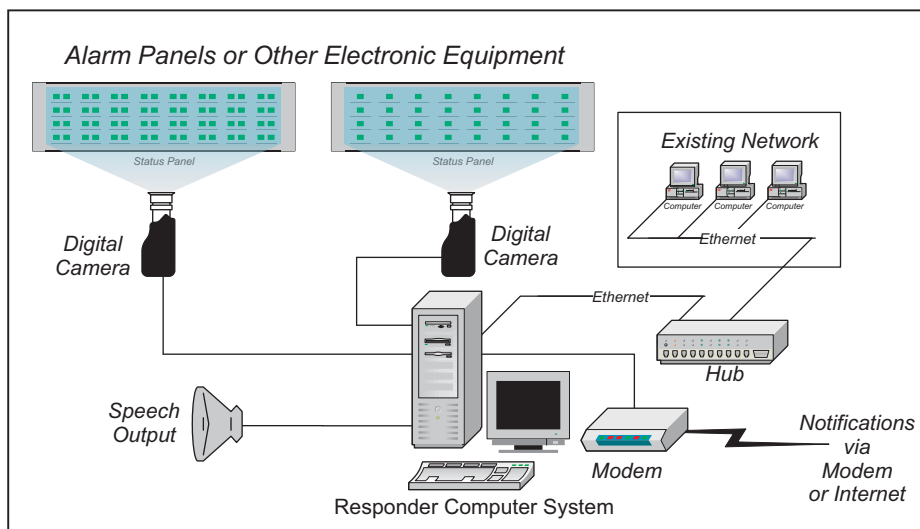 Alarm Panels or Other Electronic Equipment
Status Panel
Status Panel
Existing Network
Computer
Computer
Computer
Ethernet
Digital
Camera
Digital
Camera
Ethernet
Hub
Speech
Output
Modem
Notifications
via
Modem
or Internet
Responder Computer System